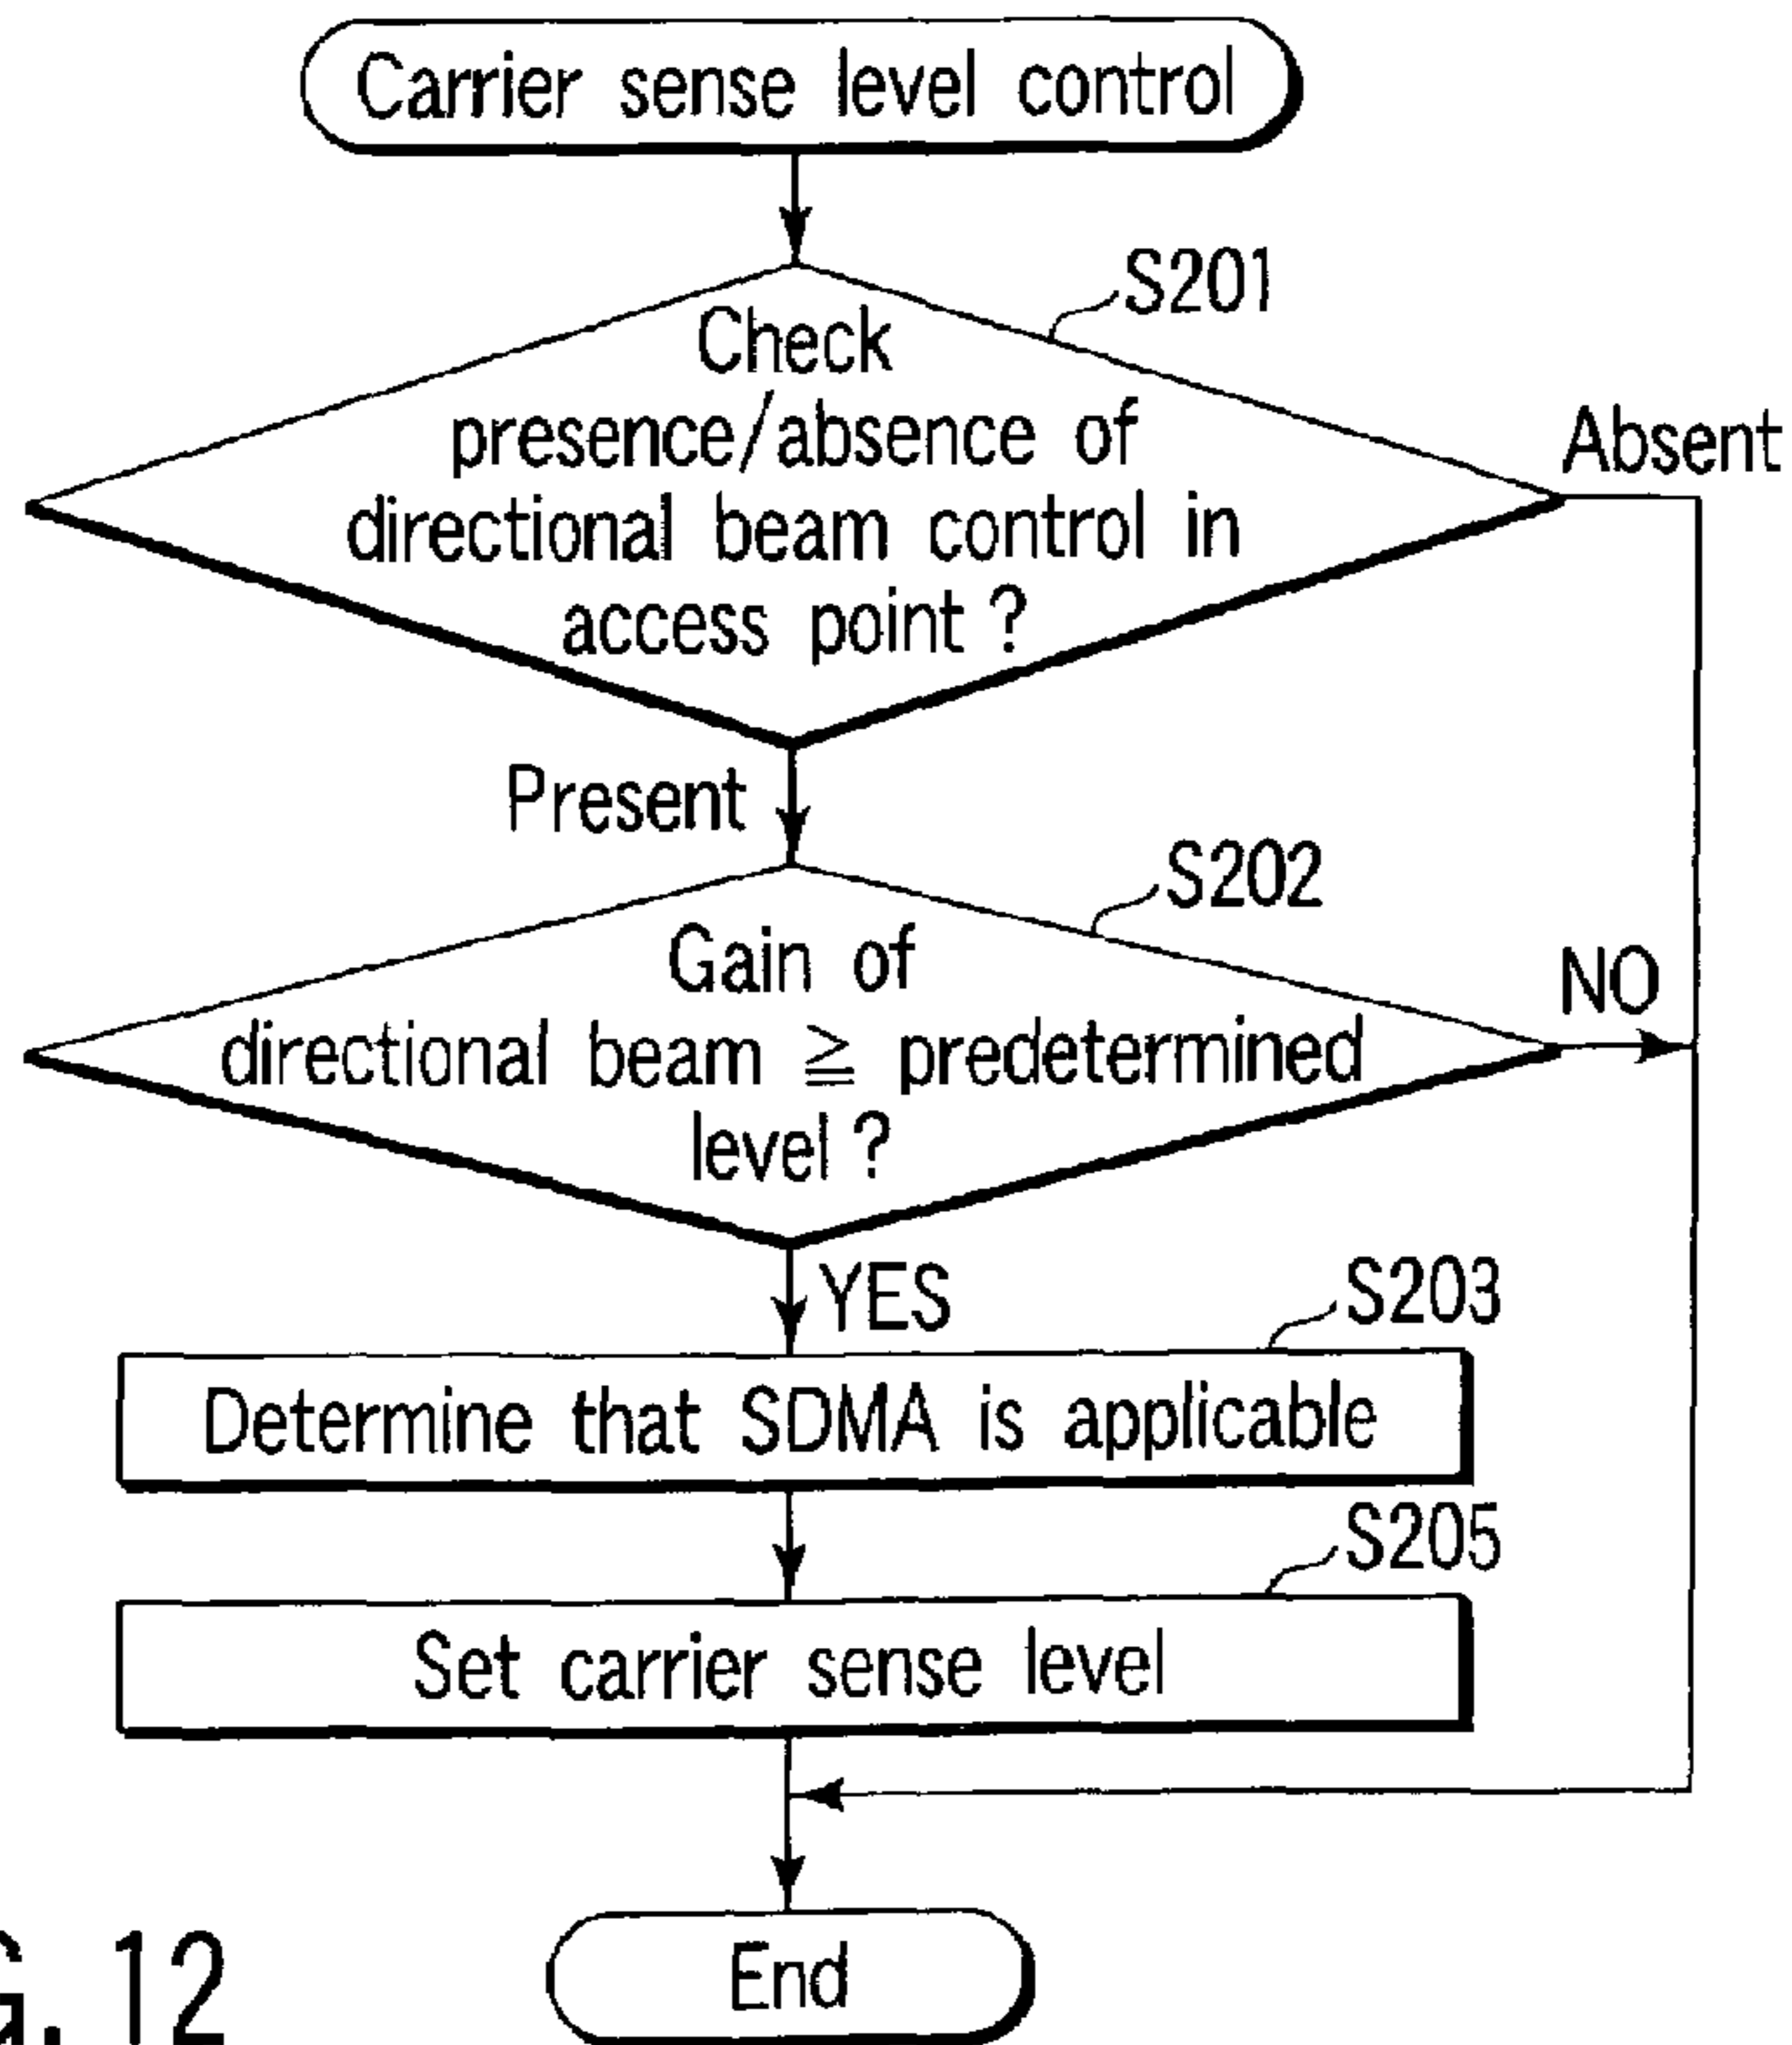 Carrier sense level control
S201
Check
presence/absence of
directional beam control in
access point ?
Absent
Present
S202
Gain of
directional beam ≧ predetermined
level ?
NO
YES
S203
Determine that SDMA is applicable
S205
Set carrier sense level
End
G. 12